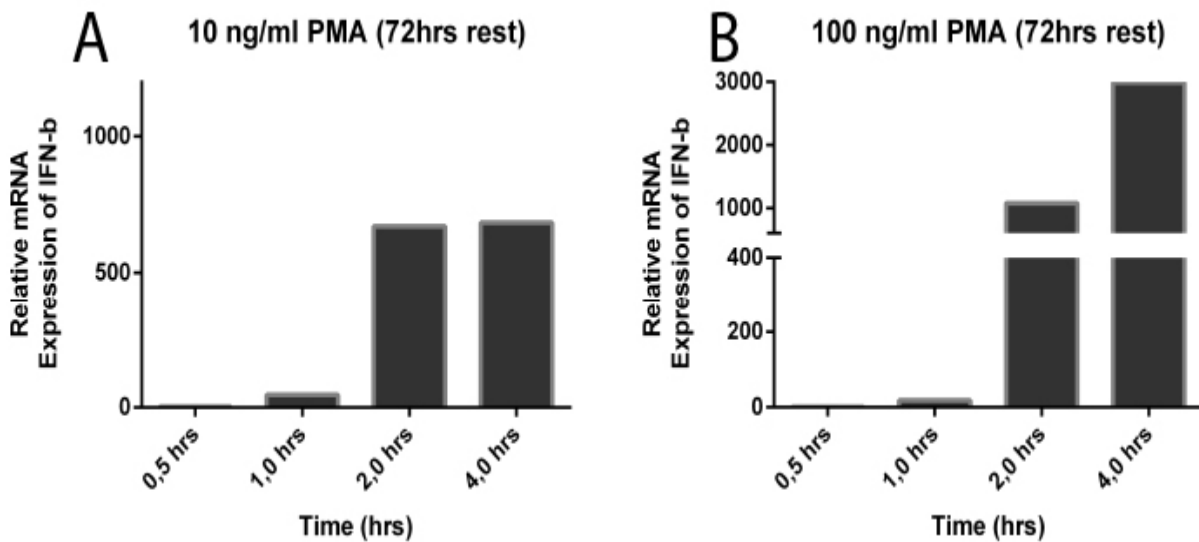 A
10 ng/ml PMA (72hrs rest)
Relative mRNA
Expression of IFN-b
1000
500
0
0,5 hrs
1,0 hrs
2,0 hrs
4,0 hrs
Time (hrs)
B
100 ng/ml PMA (72hrs rest)
Relative mRNA
Expression of IFN-b
3000
2000
1000
400
200
0
0,5 hrs
1,0 hrs
2,0 hrs
4,0 hrs
Time (hrs)